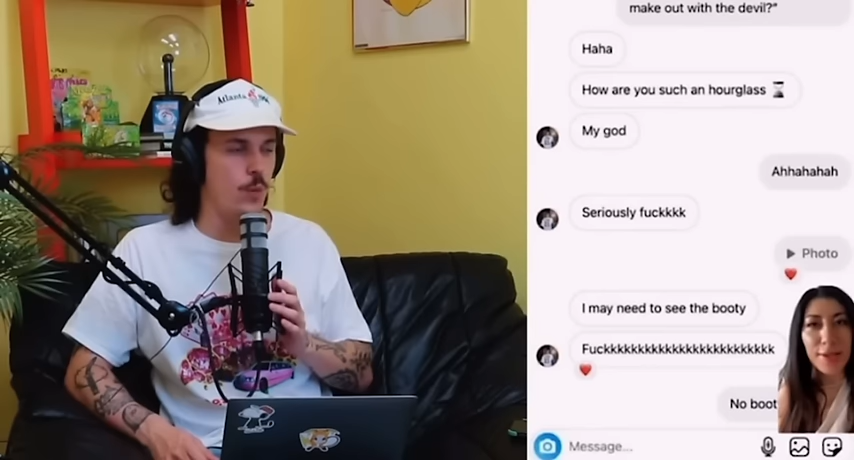 Atlanta
make out with the devil?"
Haha
How are you such an hourglass ⌛
My god
Ahhahahah
Seriously fuckkkk
Photo
I may need to see the booty
Fuckkkkkkkkkkkkkkkkkkkkkkkk
No boot
Message...